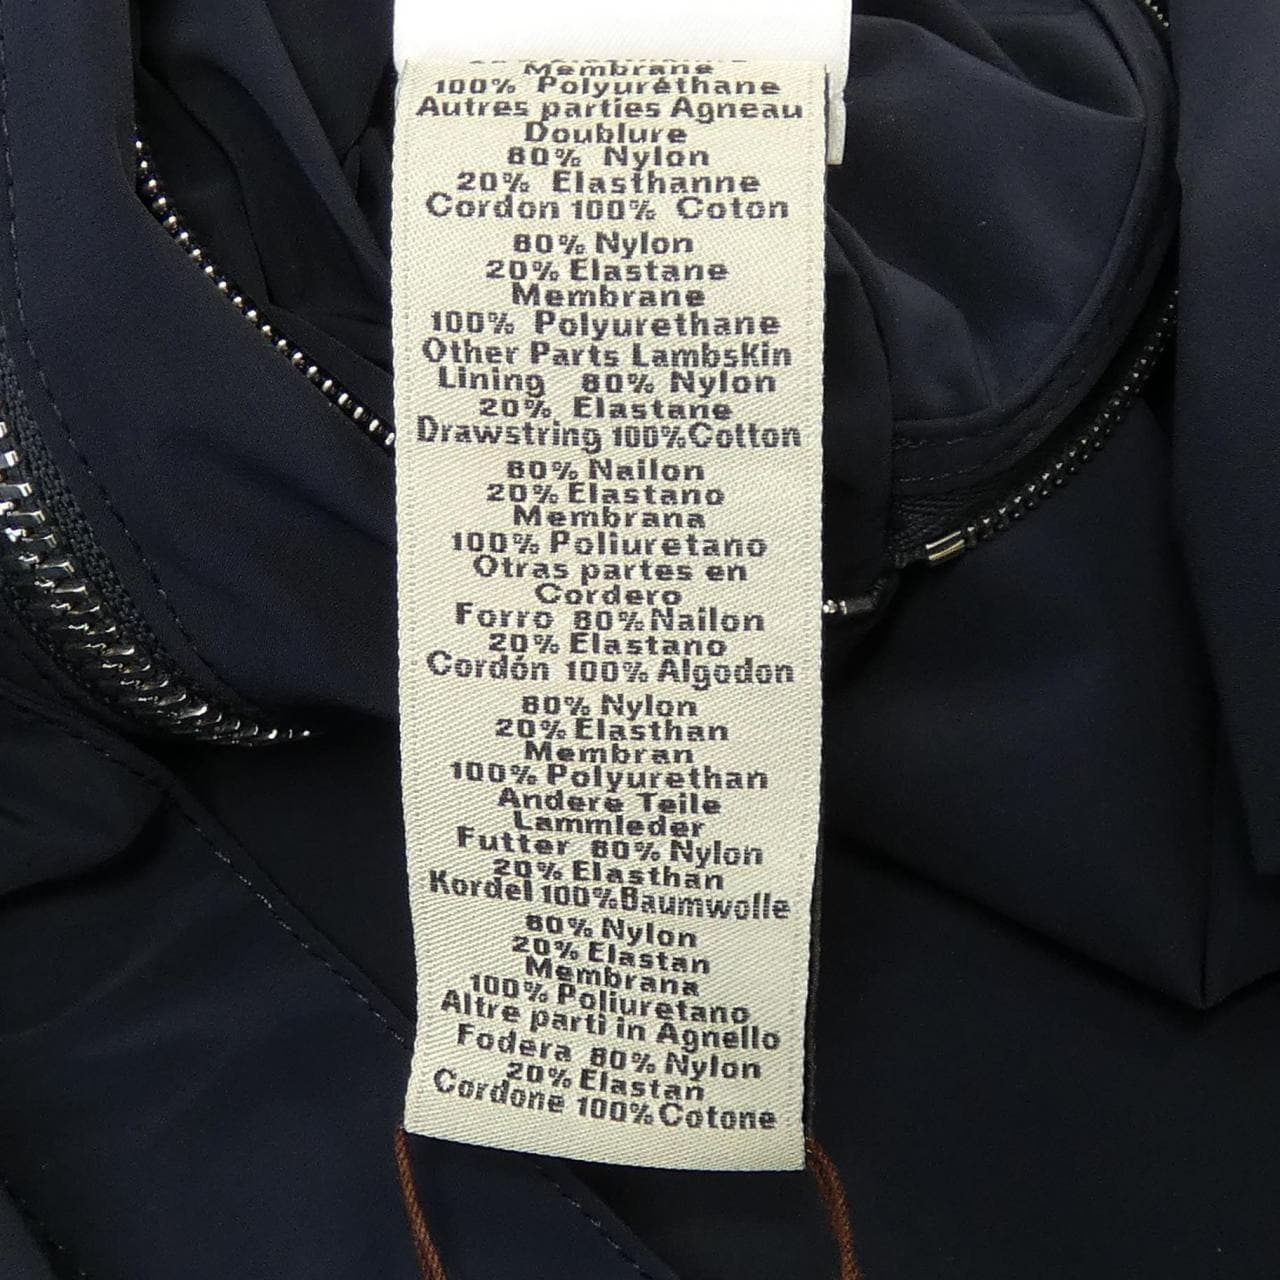 Membrane
100% Polyuréthane
Autres parties Agneau
Doublure
80% Nylon
20% Elasthanne
Cordon 100% Coton
80% Nylon
20% Elastane
Membrane
100% Polyurethane
Other Parts Lambskin
Lining 80% Nylon
20% Elastane
Drawstring 100% Cotton
80% Nailon
20% Elastano
Membrana
100% Poliuretano
Otras partes en
Cordero
Forro 80% Nailon
20% Elastano
Cordón 100% Algodon
80% Nylon
20% Elasthan
Membran
100% Polyurethan
Andere Teile
Lammleder
Futter 80% Nylon
20% Elasthan
Kordel 100% Baumwolle
80% Nylon
20% Elastan
Membrana
100% Poliuretano
Altre parti in Agnello
Fodera 80% Nylon
20% Elastan
Cordone 100% Cotone